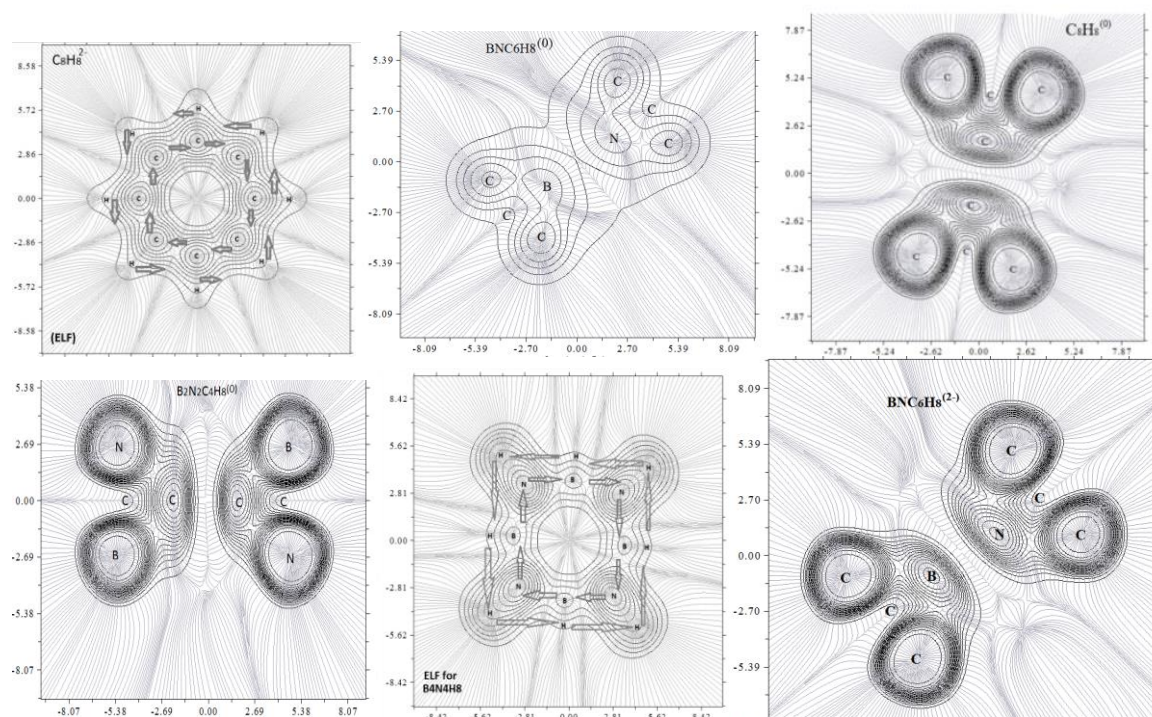 C8H8 2-
8.58
5.72
2.86
0.00
-2.86
-5.72
-8.58
H
H
H
C
C
C
H
C
C
H
C
C
C
H
H
H
(ELF)
BNC6H8(0)
5.39
2.70
0.00
-2.70
-5.39
-8.09
C
C
N
C
C
B
C
C
-8.09
-5.39
-2.70
0.00
2.70
5.39
8.09
C8H8(0)
7.87
5.24
2.62
0.00
-2.62
-5.24
-7.87
C
C
C
C
C
C
C
C
-7.87
-5.24
-2.62
0.00
2.62
5.24
7.87
B2N2C4H8(0)
5.38
2.69
0.00
-2.69
-5.38
-8.07
N
B
C
C
C
C
B
N
-8.07
-5.38
-2.69
0.00
2.69
5.38
8.07
8.42
5.62
2.81
0.00
-2.81
-5.62
-8.42
H
H
H
B
N
N
H
B
B
H
N
B
N
H
H
H
ELF for
B4N4H8
-5.62
-2.81
0.00
2.81
5.62
8.42
BNC6H8(2-)
8.09
5.39
2.70
0.00
-2.70
-5.39
C
C
N
C
C
B
C
C